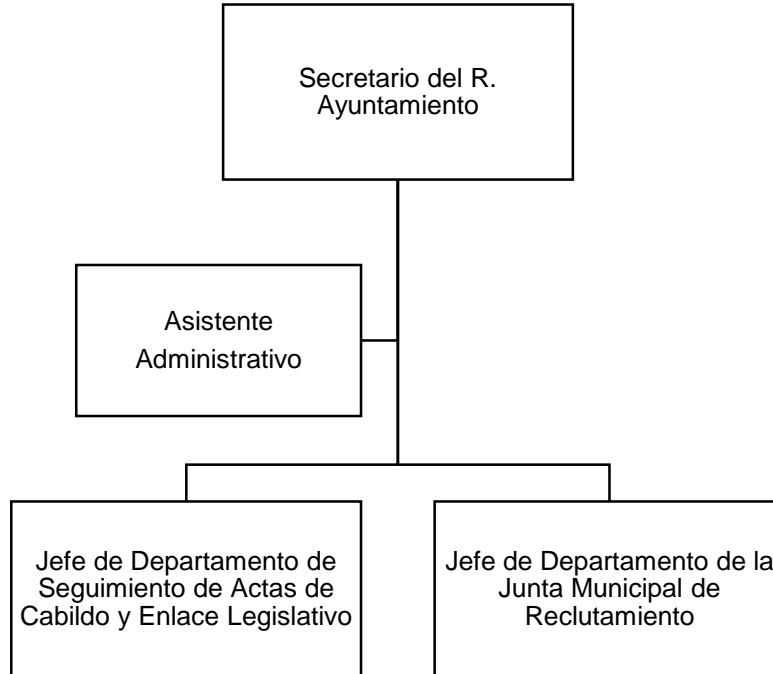 Secretario del R.
Ayuntamiento
Asistente
Administrativo
Jefe de Departamento de
Seguimiento de Actas de
Cabildo y Enlace Legislativo
Jefe de Departamento de la
Junta Municipal de
Reclutamiento